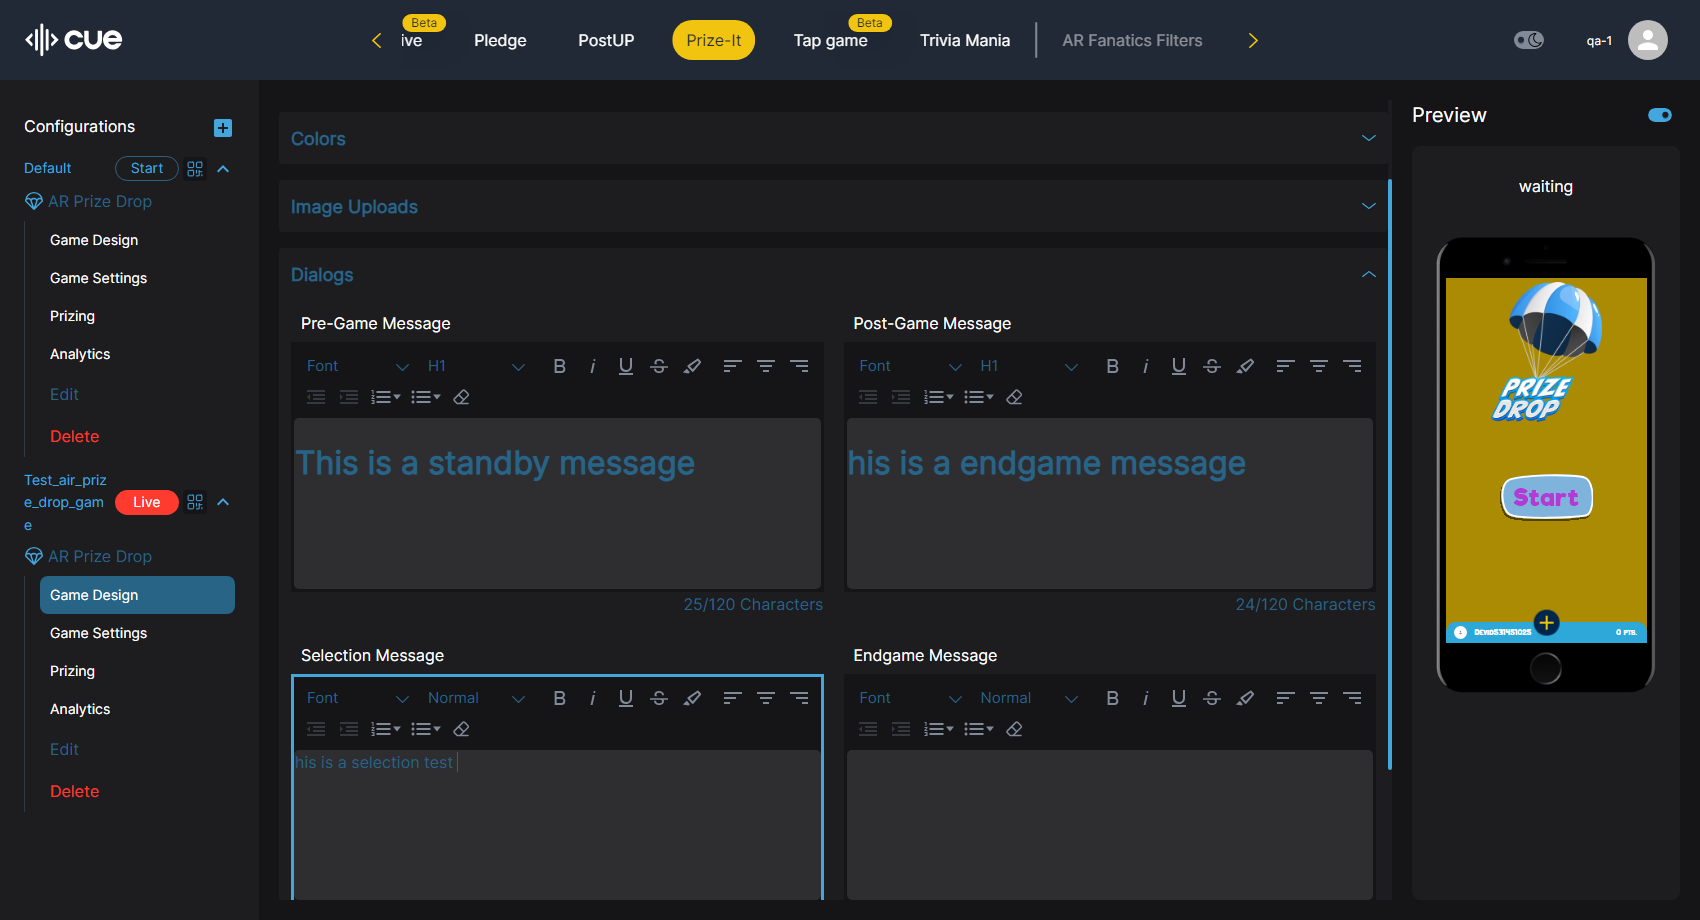 cue
Beta
ive
Pledge
PostUP
Prize-It
Beta
Tap game
Trivia Mania
AR Fanatics Filters
qa-1
Configurations
Default
Start
AR Prize Drop
Game Design
Game Settings
Prizing
Analytics
Edit
Delete
Test_air_priz
e_drop_gam
e
Live
AR Prize Drop
Game Design
Game Settings
Prizing
Analytics
Edit
Delete
Colors
Image Uploads
Dialogs
Pre-Game Message
Font
H1
B i U S
This is a standby message
25/120 Characters
Post-Game Message
Font
H1
B i U S
his is a endgame message
24/120 Characters
Selection Message
Font
Normal
B i U S
his is a selection test
Endgame Message
Font
Normal
B i U S
Preview
waiting
PRIZE
DROP
Start
0 PTS.